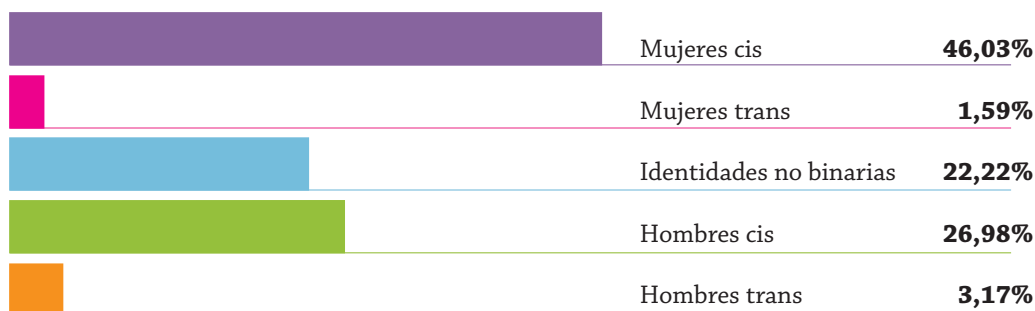 Mujeres cis 46,03%
Mujeres trans 1,59%
Identidades no binarias 22,22%
Hombres cis 26,98%
Hombres trans 3,17%